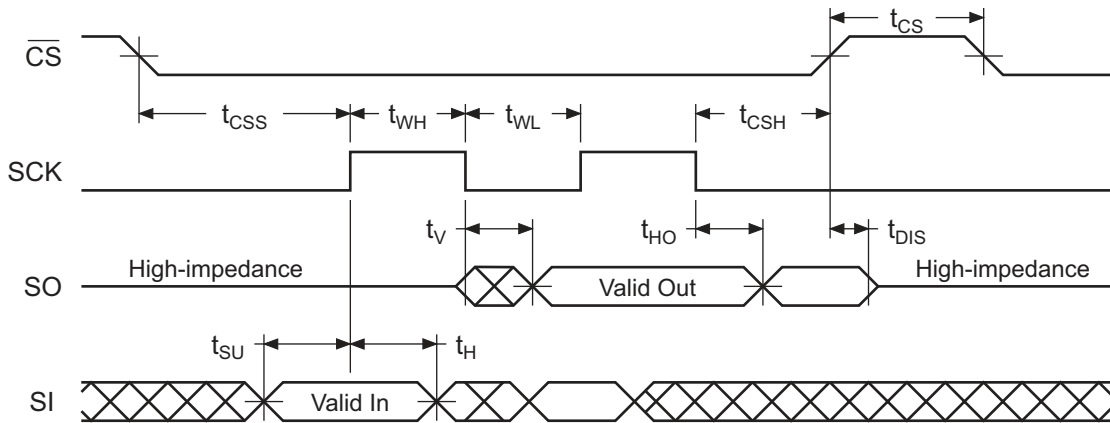 t_CS
CS
t_CSS t_WH t_WL t_CSH
SCK
t_V t_HO t_DIS
High-impedance High-impedance
SO Valid Out
t_SU t_H
SI Valid In